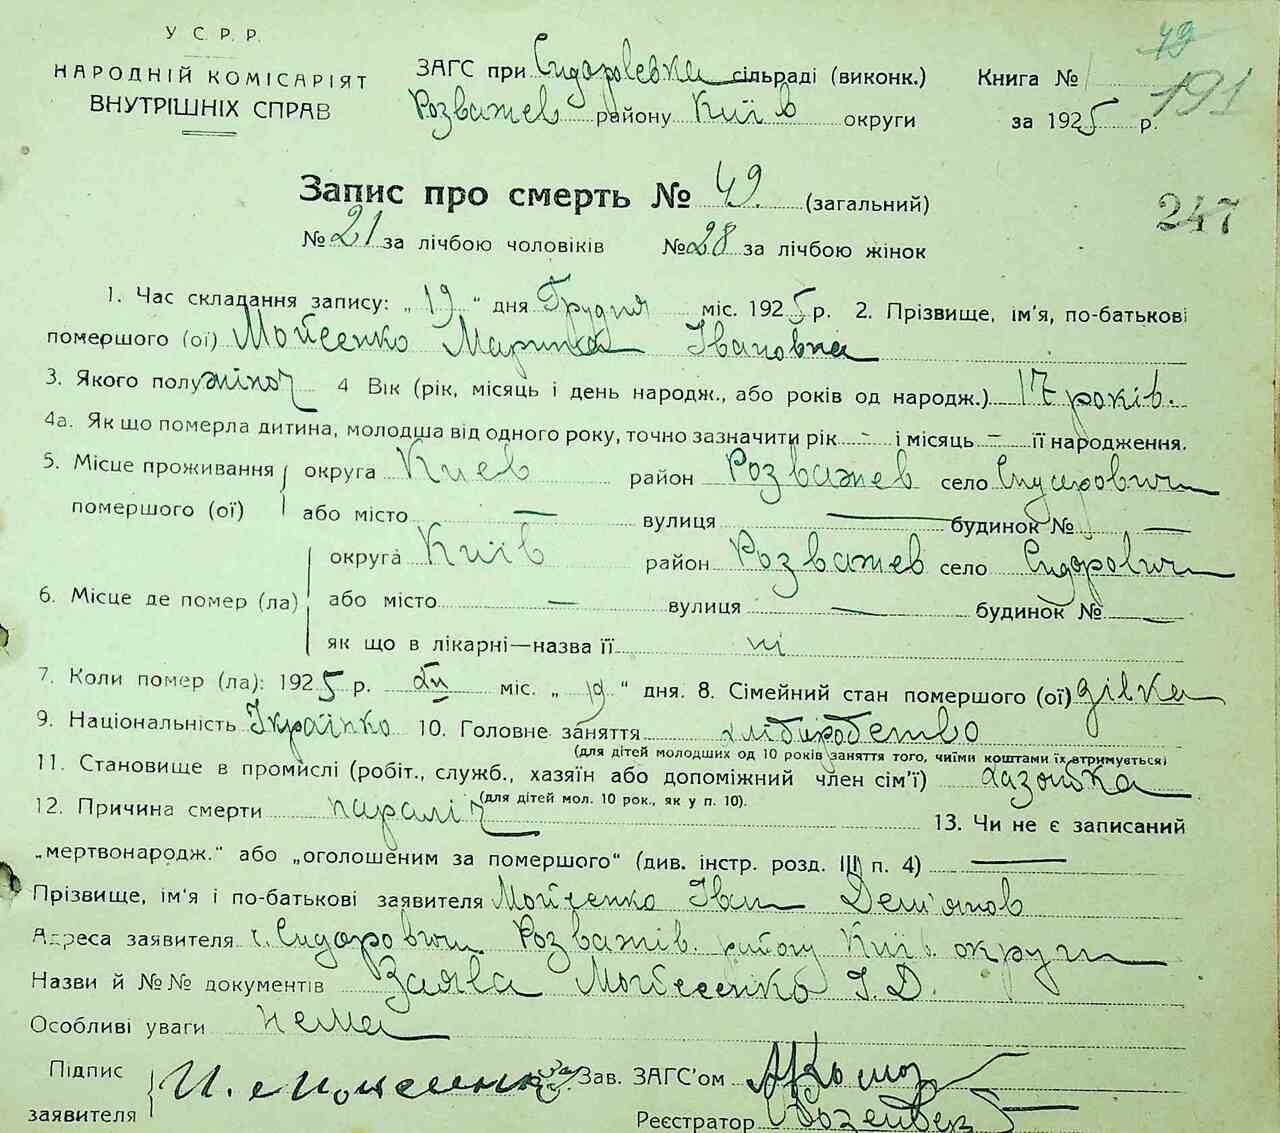 У С. Р. Р.
НАРОДНІЙ КОМІСАРІЯТ
ВНУТРІШНІХ СПРАВ
ЗАГС при Сидоровска сільраді (виконк.)
Розважев району Київ округи
Книга №
за 1925 р.
49
191
247
Запис про смерть № 49. (загальний)
№ 21 за лічбою чоловіків № 28 за лічбою жінок
1. Час складання запису: „ 19 “ дня Грудня міс. 1925 р. 2. Прізвище, ім'я, по-батькові
помершого (ої) Мойсенко Марина Івановна
3. Якого полу жіноч 4 Вік (рік, місяць і день народж., або років од народж.) 17 років.
4а. Як що померла дитина, молодша від одного року, точно зазначити рік - і місяць - її народження.
5. Місце проживання округа Киев район Розважев село Сидорович
помершого (ої) або місто — вулиця — будинок № —
округа Київ район Розважев село Сидорович
6. Місце де помер (ла) або місто — вулиця — будинок № —
як що в лікарні—назва її ні
7. Коли помер (ла): 1925 р. міс. „ 19 “ дня. 8. Сімейний стан помершого (ої) дівка
9. Національність Українко 10. Головне заняття хліборобство
(для дітей молодших од 10 років заняття того, чиїми коштами їх втримується)
11. Становище в промислі (робіт., служб., хазяїн або допоміжний член сім'ї) хазяйка
(для дітей мол. 10 рок., як у п. 10).
12. Причина смерти параліч 13. Чи не є записаний
„мертвонародж.“ або „оголошеним за помершого“ (див. інстр. розд. III п. 4) —
Прізвище, ім'я і по-батькові заявителя Мойсенко Іван Дем'янов
Адреса заявителя с. Сидорович Розважів. району Київ. округи
Назви й №№ документів Заява Мойсеенко І. Д.
Особливі уваги нема
Підпис
заявителя И. Мойсеенко
Зав. ЗАГС'ом
Реєстратор